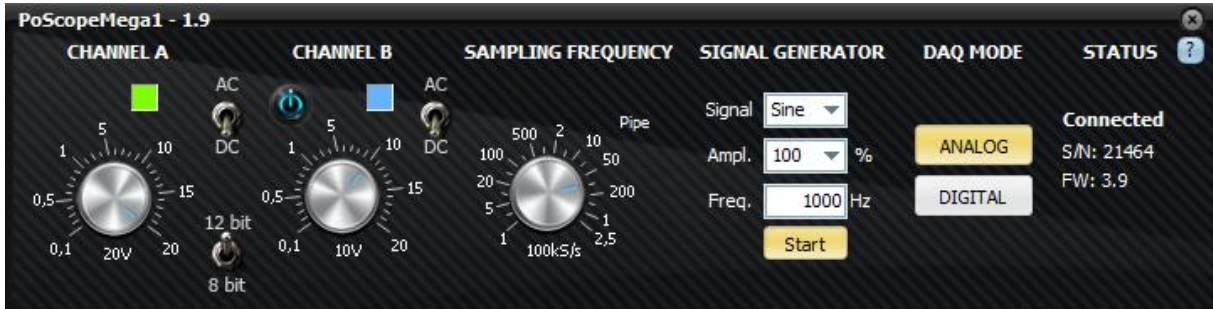 PoScopeMega1 - 1.9
CHANNEL A
AC
DC
5
1
10
0,5
15
0,1
20V
20
12 bit
8 bit
CHANNEL B
AC
DC
5
1
10
0,5
15
0,1
10V
20
SAMPLING FREQUENCY
Pipe
500
2
10
100
50
20
200
5
1
1
2,5
100kS/s
SIGNAL GENERATOR
Signal Sine
Ampl. 100 %
Freq. 1000 Hz
Start
DAQ MODE
ANALOG
DIGITAL
STATUS
?
Connected
S/N: 21464
FW: 3.9